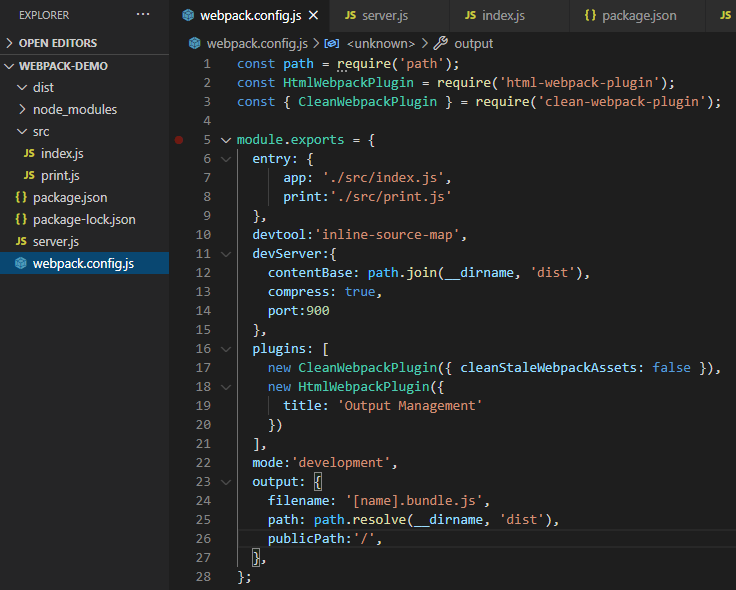 EXPLORER ···
OPEN EDITORS
WEBPACK-DEMO
dist
node_modules
src
JS index.js
JS print.js
{} package.json
{} package-lock.json
JS server.js
webpack.config.js
webpack.config.js × JS server.js JS index.js {} package.json JS
webpack.config.js > <unknown> > output
1 const path = require('path');
2 const HtmlWebpackPlugin = require('html-webpack-plugin');
3 const { CleanWebpackPlugin } = require('clean-webpack-plugin');
4
5 module.exports = {
6 entry: {
7 app: './src/index.js',
8 print:'./src/print.js'
9 },
10 devtool:'inline-source-map',
11 devServer:{
12 contentBase: path.join(__dirname, 'dist'),
13 compress: true,
14 port:900
15 },
16 plugins: [
17 new CleanWebpackPlugin({ cleanStaleWebpackAssets: false }),
18 new HtmlWebpackPlugin({
19 title: 'Output Management'
20 })
21 ],
22 mode:'development',
23 output: {
24 filename: '[name].bundle.js',
25 path: path.resolve(__dirname, 'dist'),
26 publicPath:'/',
27 },
28 };